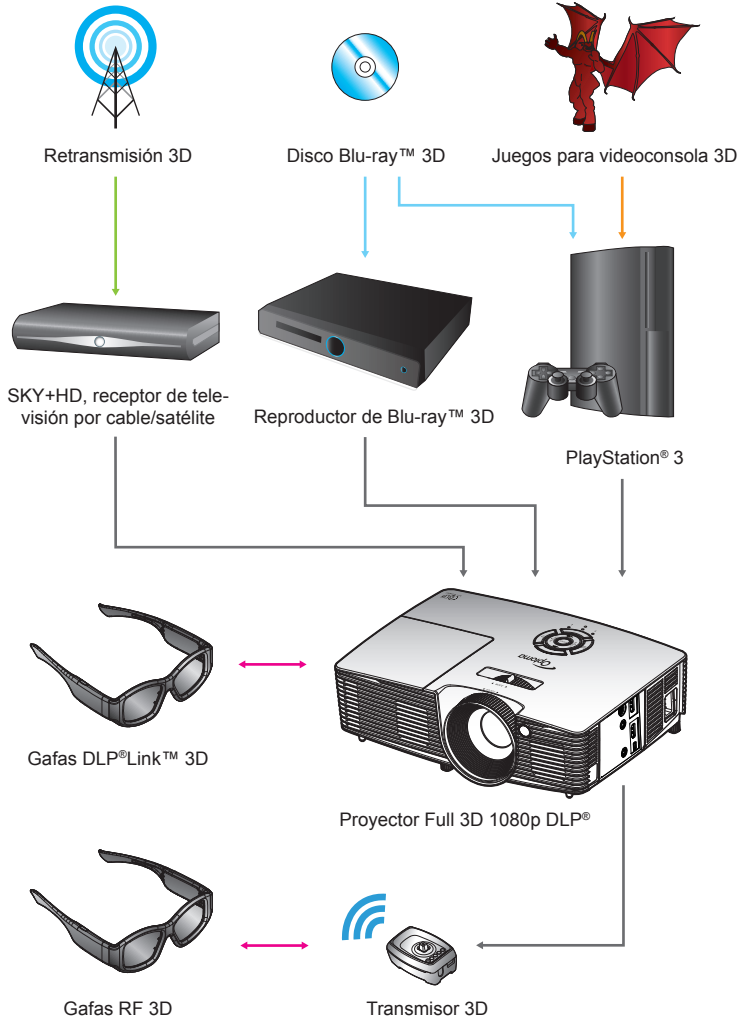 Retransmisión 3D
Disco Blu-ray™ 3D
Juegos para videoconsola 3D
SKY+HD, receptor de tele-
visión por cable/satélite
Reproductor de Blu-ray™ 3D
PlayStation® 3
Optoma
Gafas DLP®Link™ 3D
Proyector Full 3D 1080p DLP®
Gafas RF 3D
Transmisor 3D